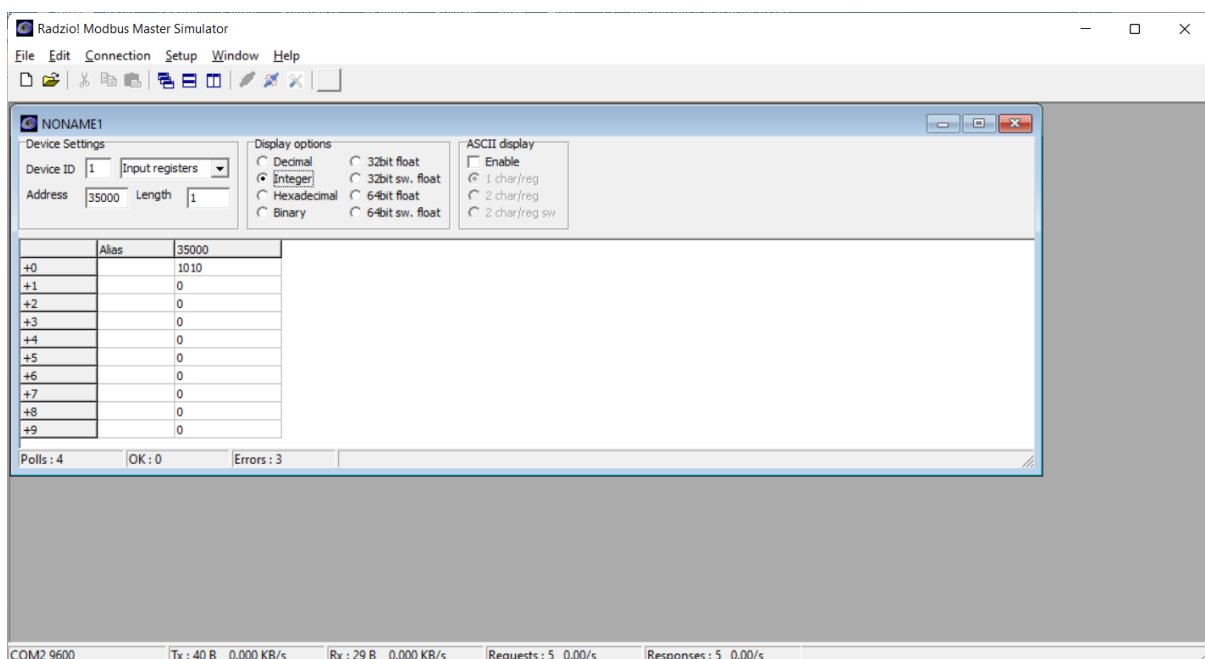 Radzio! Modbus Master Simulator
File Edit Connection Setup Window Help
NONAME1
Device Settings
Device ID 1 Input registers
Address 35000 Length 1
Display options
Decimal 32bit float
Integer 32bit sw. float
Hexadecimal 64bit float
Binary 64bit sw. float
ASCII display
Enable
1 char/reg
2 char/reg
2 char/reg sw
Alias 35000
+0 1010
+1 0
+2 0
+3 0
+4 0
+5 0
+6 0
+7 0
+8 0
+9 0
Polls : 4 OK : 0 Errors : 3
COM2 9600 Tx : 40 B 0.000 KB/s Rx : 29 B 0.000 KB/s Requests : 5 0.00/s Responses : 5 0.00/s